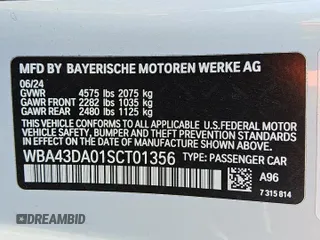 MFD BY BAYERISCHE MOTOREN WERKE AG
06/24
GVWR 4575 lbs 2075 kg
GAWR FRONT 2282 lbs 1035 kg
GAWR REAR 2480 lbs 1125 kg
THIS VEHICLE CONFORMS TO ALL APPLICABLE U.S. FEDERAL
MOTOR VEHICLE SAFETY, BUMPER, AND THEFT PREVENTION
STANDARDS IN EFFECT ON THE DATE OF MANUFACTURE SHOWN ABOVE.
WBA43DA01SCT01356 TYPE: PASSENGER CAR
A96
7 315 814
BIDHISTORY